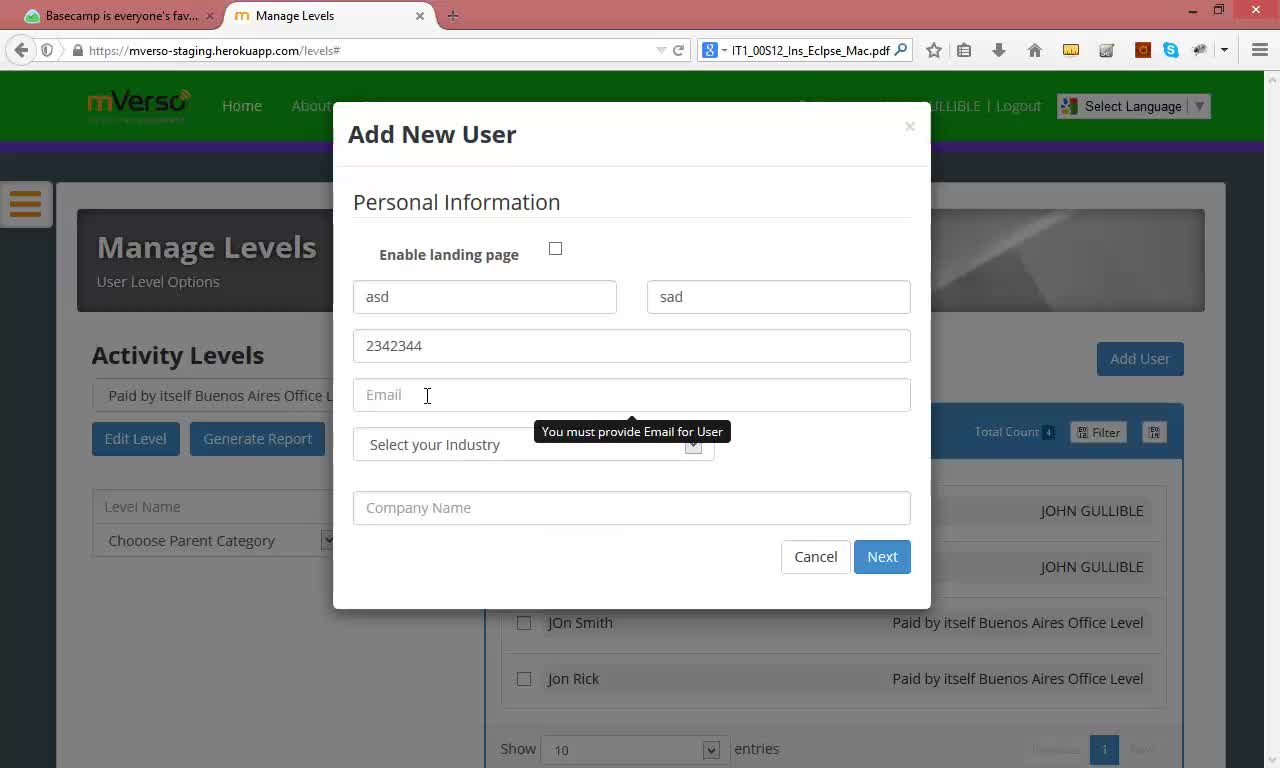 Basecamp is everyone's fav...
Manage Levels
https://mverso-staging.herokuapp.com/levels#
IT1_00S12_Ins_Eclpse_Mac.pdf
mVerso
Home
About
GULLIBLE | Logout
Select Language
Add New User
×
Personal Information
Enable landing page
asd
sad
2342344
Email
You must provide Email for User
Select your Industry
Company Name
Cancel
Next
Manage Levels
User Level Options
Activity Levels
Add User
Paid by itself Buenos Aires Office L
Edit Level
Generate Report
Total Count 4
Filter
Level Name
JOHN GULLIBLE
Chooose Parent Category
JOHN GULLIBLE
JOn Smith
Paid by itself Buenos Aires Office Level
Jon Rick
Paid by itself Buenos Aires Office Level
Show 10 entries
Previous 1 Next